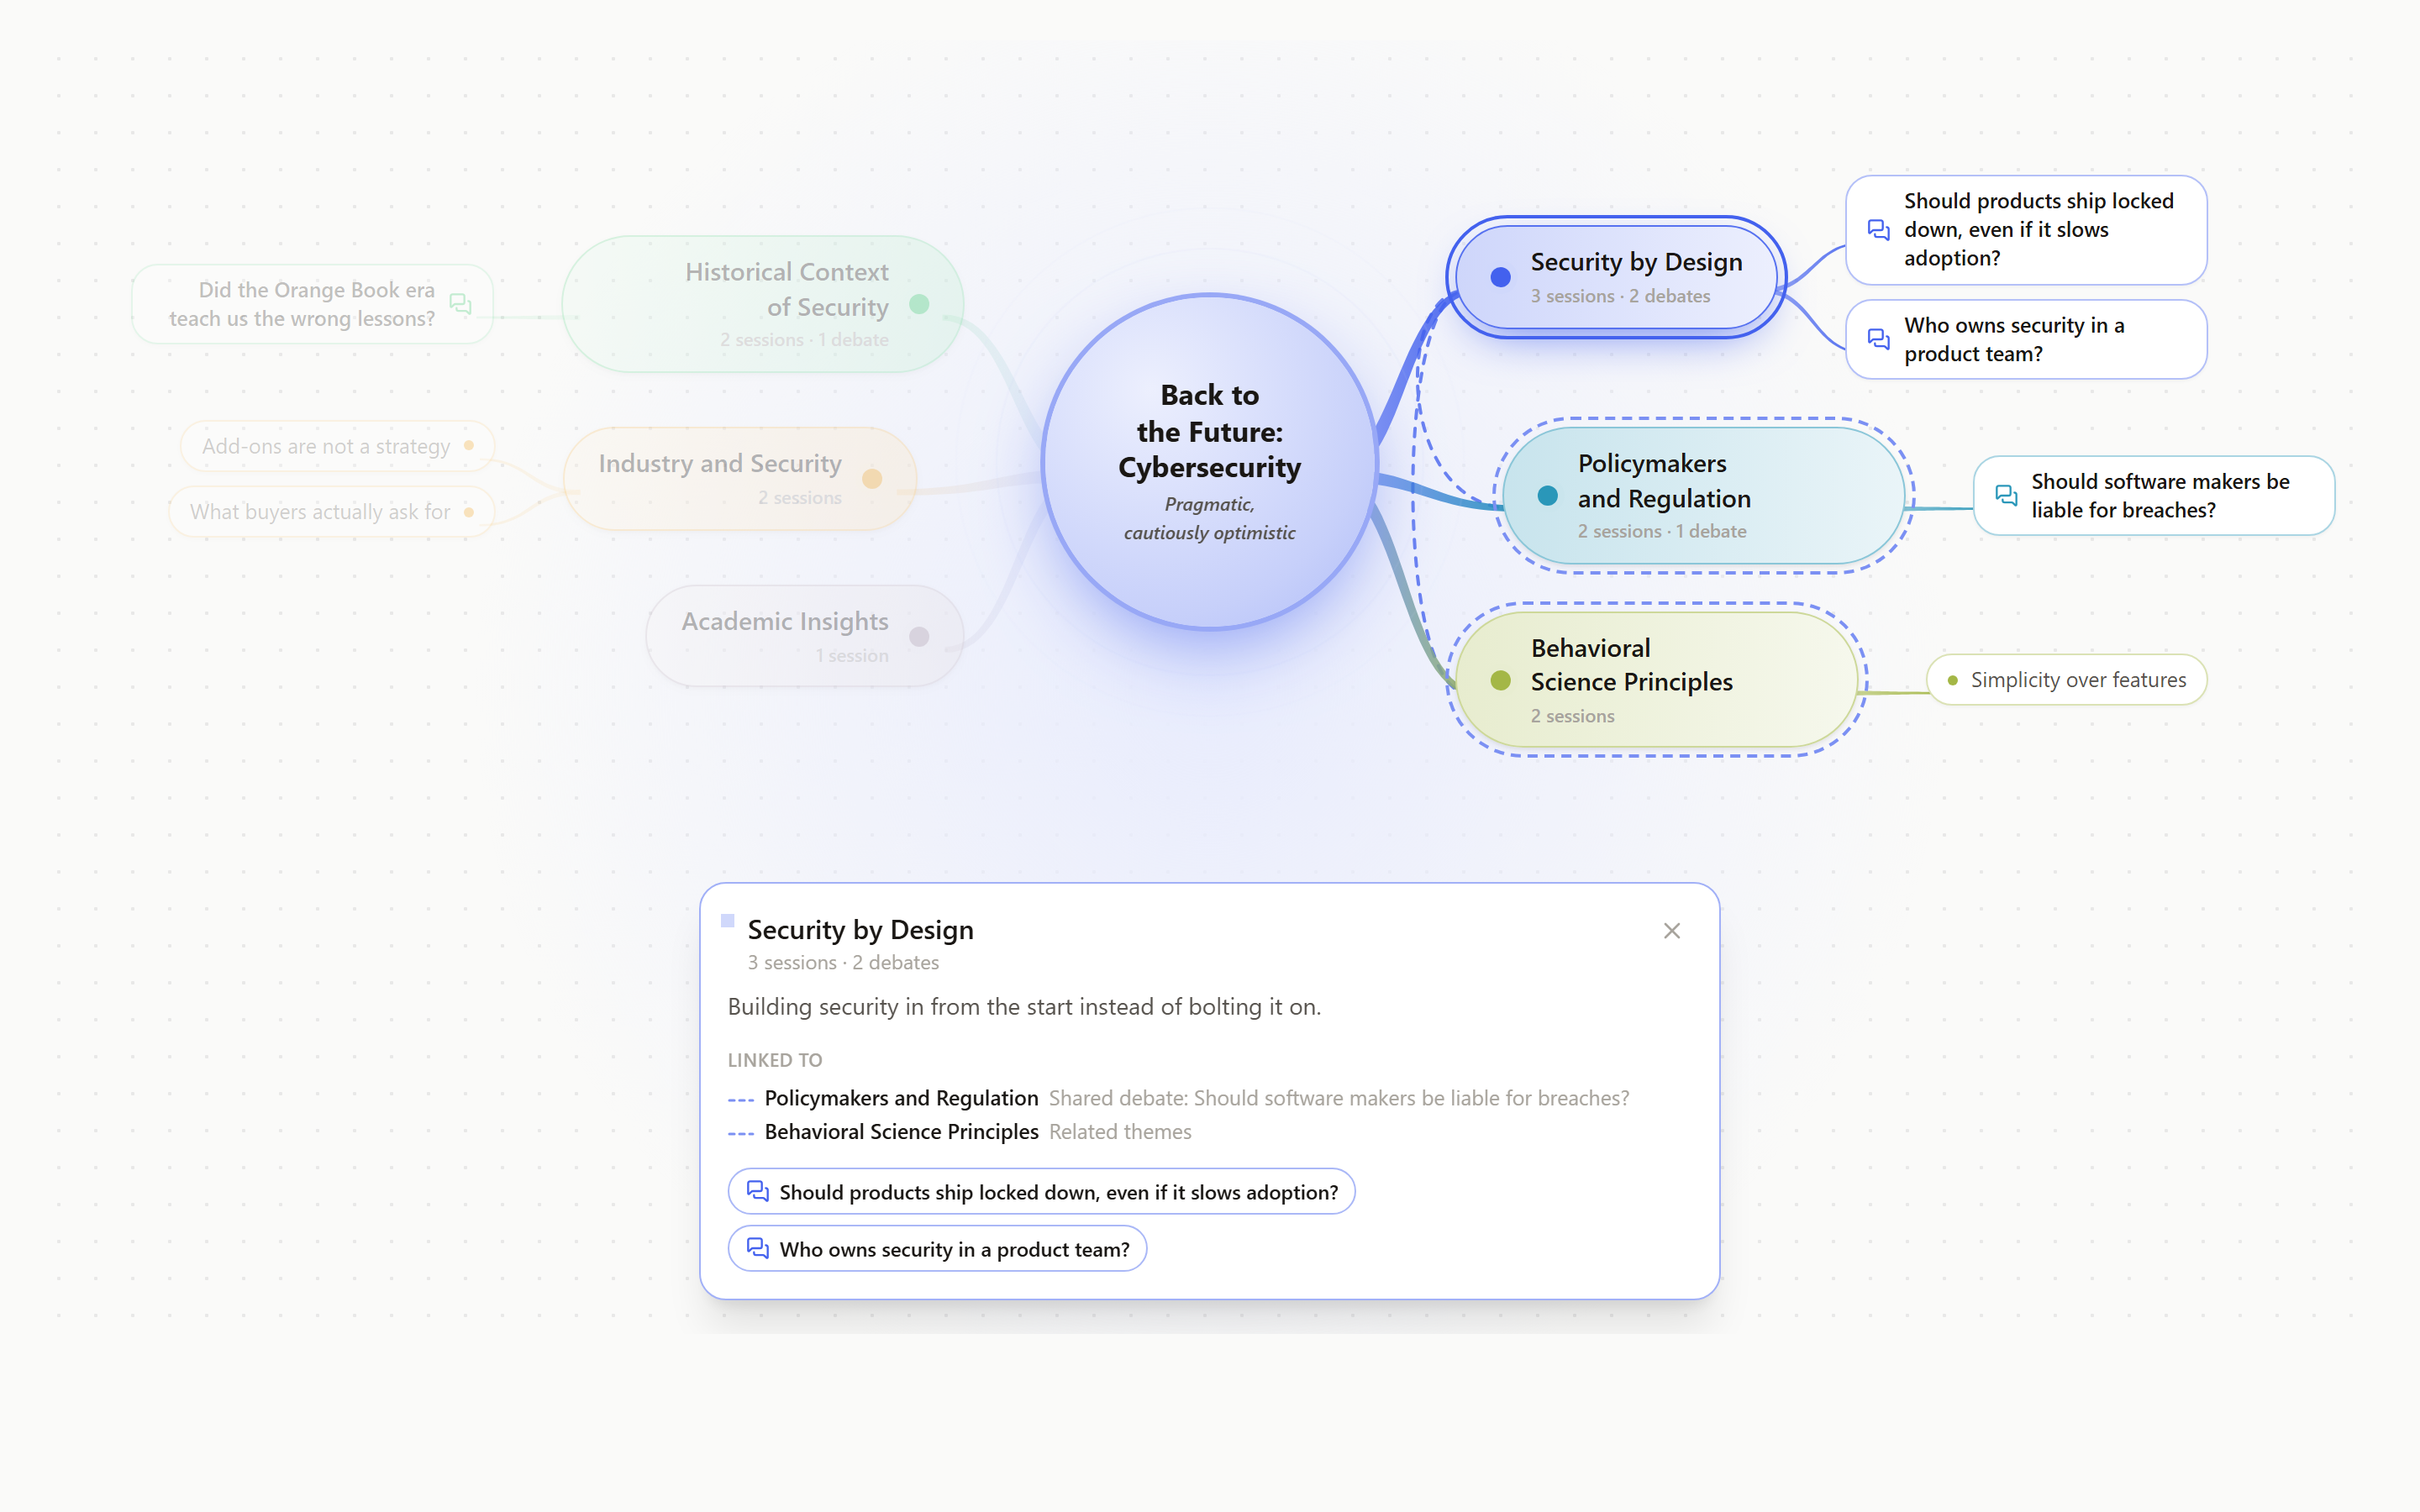 Did the Orange Book era
teach us the wrong lessons?
Historical Context
of Security
2 sessions · 1 debate
Add-ons are not a strategy
What buyers actually ask for
Industry and Security
2 sessions
Academic Insights
1 session
Back to
the Future:
Cybersecurity
Pragmatic,
cautiously optimistic
Security by Design
3 sessions · 2 debates
Should products ship locked
down, even if it slows
adoption?
Who owns security in a
product team?
Policymakers
and Regulation
2 sessions · 1 debate
Should software makers be
liable for breaches?
Behavioral
Science Principles
2 sessions
Simplicity over features
Security by Design
3 sessions · 2 debates
Building security in from the start instead of bolting it on.
LINKED TO
Policymakers and Regulation Shared debate: Should software makers be liable for breaches?
Behavioral Science Principles Related themes
Should products ship locked down, even if it slows adoption?
Who owns security in a product team?